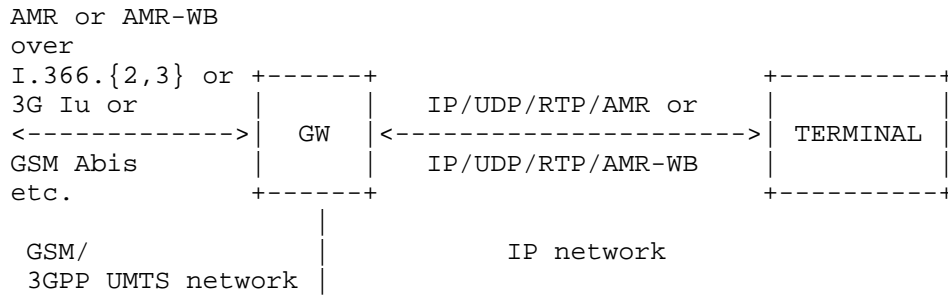 AMR or AMR-WB
over
I.366.{2,3} or +------+                        +----------+
3G Iu or       |      |   IP/UDP/RTP/AMR or    |          |
<------------->| GW   |<---------------------->| TERMINAL |
GSM Abis       |      |   IP/UDP/RTP/AMR-WB    |          |
etc.           +------+                        +----------+
                   |
 GSM/              |           IP network
 3GPP UMTS network |